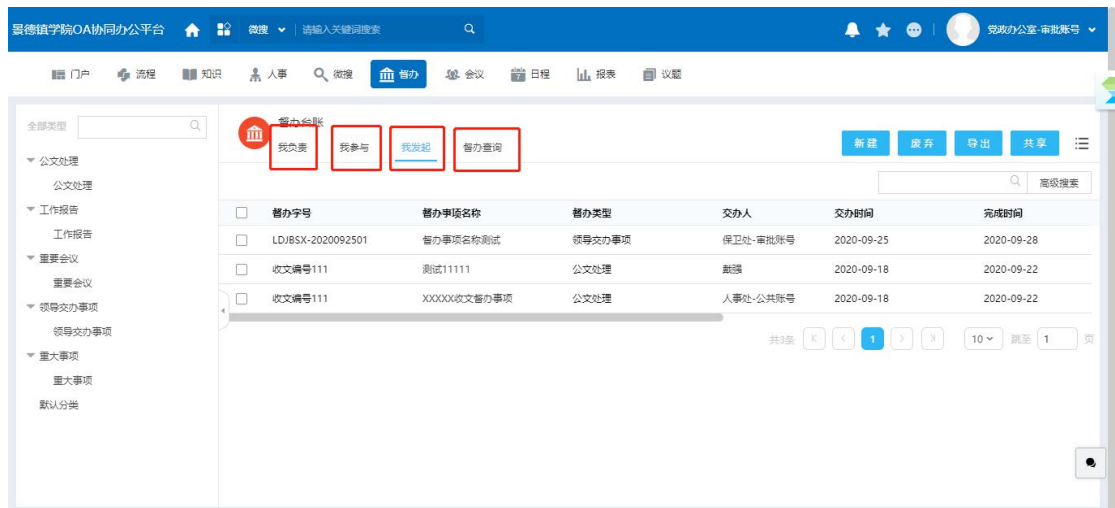 景德镇学院OA协同办公平台 微搜 请输入关键词搜索 党政办公室-审批账号
门户 流程 知识 人事 微搜 督办 会议 日程 报表 议题
全部类型
公文处理
公文处理
工作报告
工作报告
重要会议
重要会议
领导交办事项
领导交办事项
重大事项
重大事项
默认分类
督办台账
我负责 我参与 我发起 督办查询
新建 废弃 导出 共享
高级搜索
督办字号 督办事项名称 督办类型 交办人 交办时间 完成时间
LDJBSX-2020092501 督办事项名称测试 领导交办事项 保卫处-审批账号 2020-09-25 2020-09-28
收文编号111 测试11111 公文处理 彭强 2020-09-18 2020-09-22
收文编号111 XXXXX收文督办事项 公文处理 人事处-公共账号 2020-09-18 2020-09-22
共3条 1 10 跳至 1 页